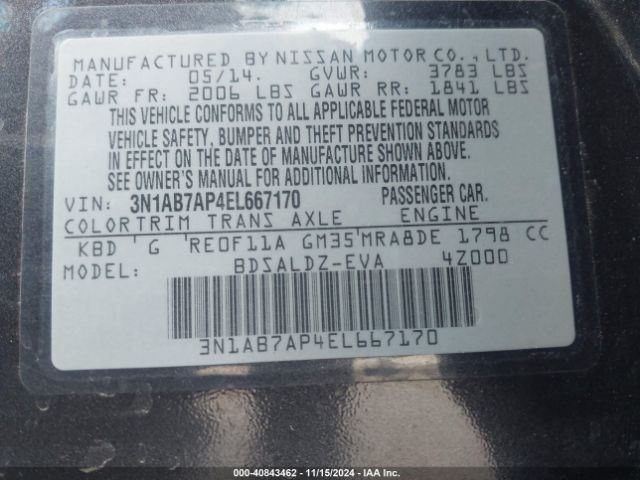 MANUFACTURED BY NISSAN MOTOR CO., LTD.
DATE: 05/14. GVWR: 3783 LBS
GAWR FR: 2006 LBS GAWR RR: 1841 LBS
THIS VEHICLE CONFORMS TO ALL APPLICABLE FEDERAL MOTOR
VEHICLE SAFETY, BUMPER AND THEFT PREVENTION STANDARDS
IN EFFECT ON THE DATE OF MANUFACTURE SHOWN ABOVE.
SEE OWNER'S MANUAL FOR ADDITIONAL INFORMATION.
VIN: 3N1AB7AP4EL667170 PASSENGER CAR.
COLOR TRIM TRANS AXLE ENGINE
KBD G RE0F11A GM35 MRA8DE 1798 CC
MODEL: BDSALDZ-EVA 4Z000
3N1AB7AP4EL667170
000-40843462 - 11/15/2024 - IAA Inc.